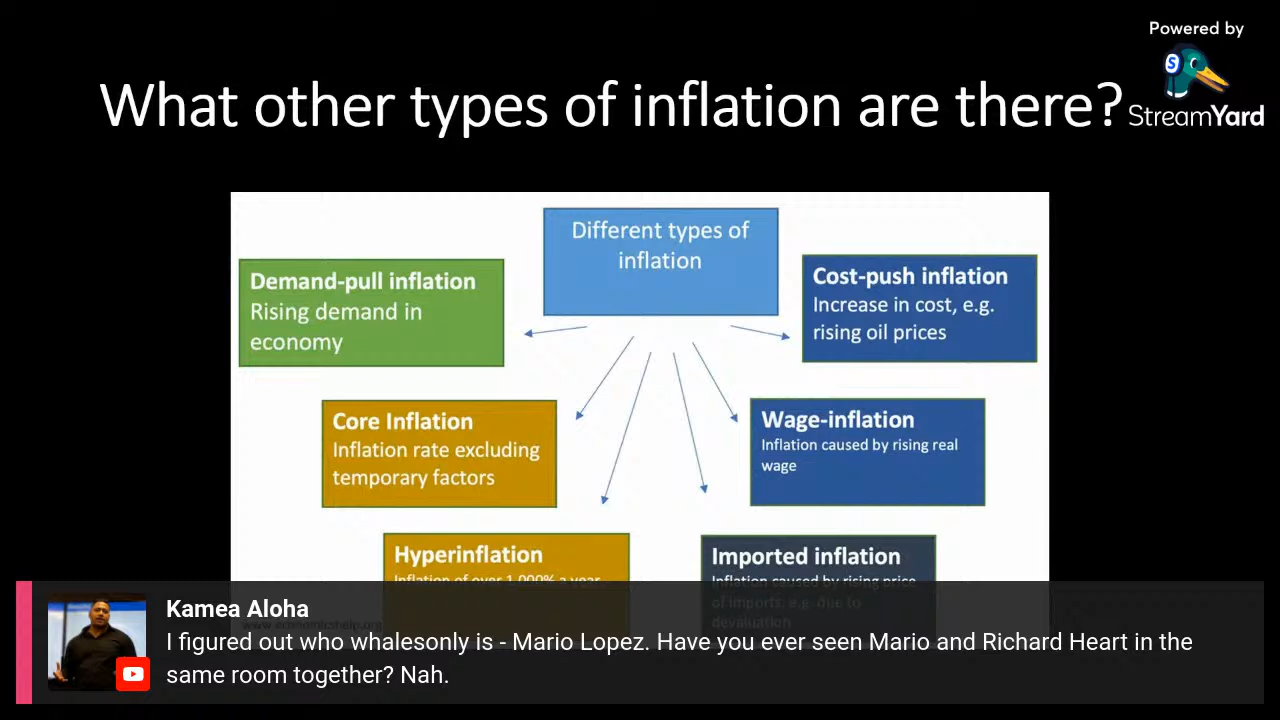 Powered by
StreamYard
What other types of inflation are there?
Different types of
inflation
Demand-pull inflation
Rising demand in
economy
Cost-push inflation
Increase in cost, e.g.
rising oil prices
Core Inflation
Inflation rate excluding
temporary factors
Wage-inflation
Inflation caused by rising real
wage
Hyperinflation
Inflation of over 1,000% a year
Imported inflation
Inflation caused by rising price
of imports: e.g. due to
devaluation
www.economicshelp.org
Kamea Aloha
I figured out who whalesonly is - Mario Lopez. Have you ever seen Mario and Richard Heart in the
same room together? Nah.